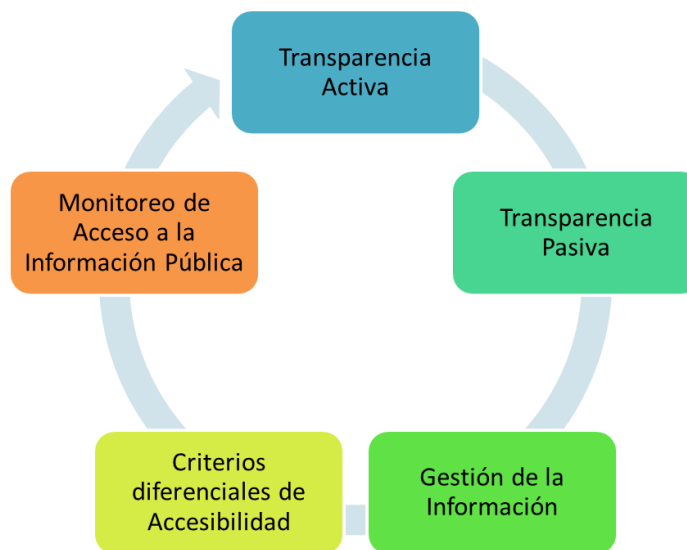 Transparencia
Activa
Transparencia
Pasiva
Gestión de la
Información
Criterios
diferenciales de
Accesibilidad
Monitoreo de
Acceso a la
Información Pública